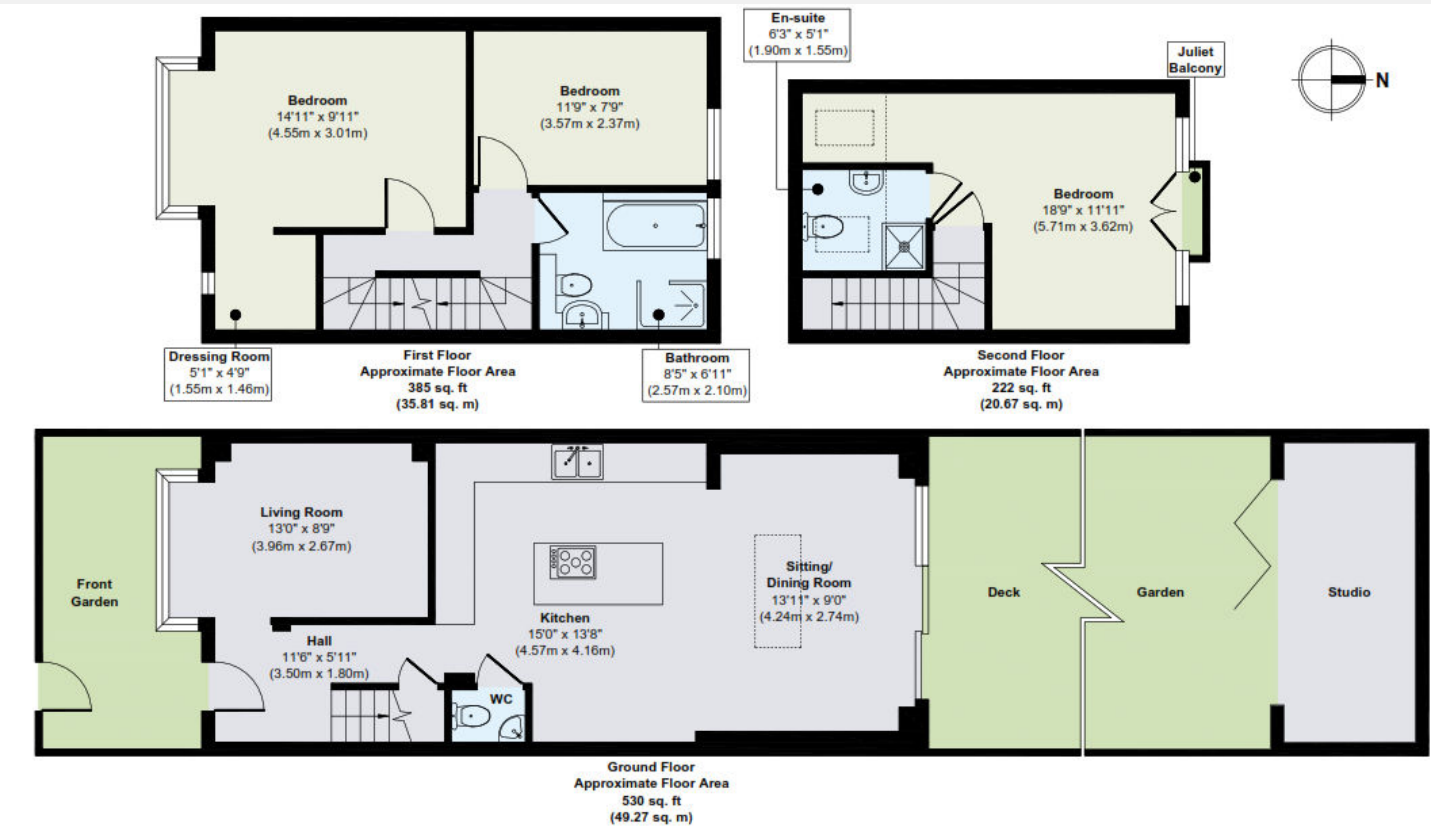 En-suite
6'3" x 5'1"
(1.90m x 1.55m)
Juliet
Balcony
N
Bedroom
14'11" x 9'11"
(4.55m x 3.01m)
Bedroom
11'9" x 7'9"
(3.57m x 2.37m)
Bedroom
18'9" x 11'11"
(5.71m x 3.62m)
Dressing Room
5'1" x 4'9"
(1.55m x 1.46m)
First Floor
Approximate Floor Area
385 sq. ft
(35.81 sq. m)
Bathroom
8'5" x 6'11"
(2.57m x 2.10m)
Second Floor
Approximate Floor Area
222 sq. ft
(20.67 sq. m)
Front
Garden
Living Room
13'0" x 8'9"
(3.96m x 2.67m)
Hall
11'6" x 5'11"
(3.50m x 1.80m)
WC
Kitchen
15'0" x 13'8"
(4.57m x 4.16m)
Sitting/
Dining Room
13'11" x 9'0"
(4.24m x 2.74m)
Deck
Garden
Studio
Ground Floor
Approximate Floor Area
530 sq. ft
(49.27 sq. m)